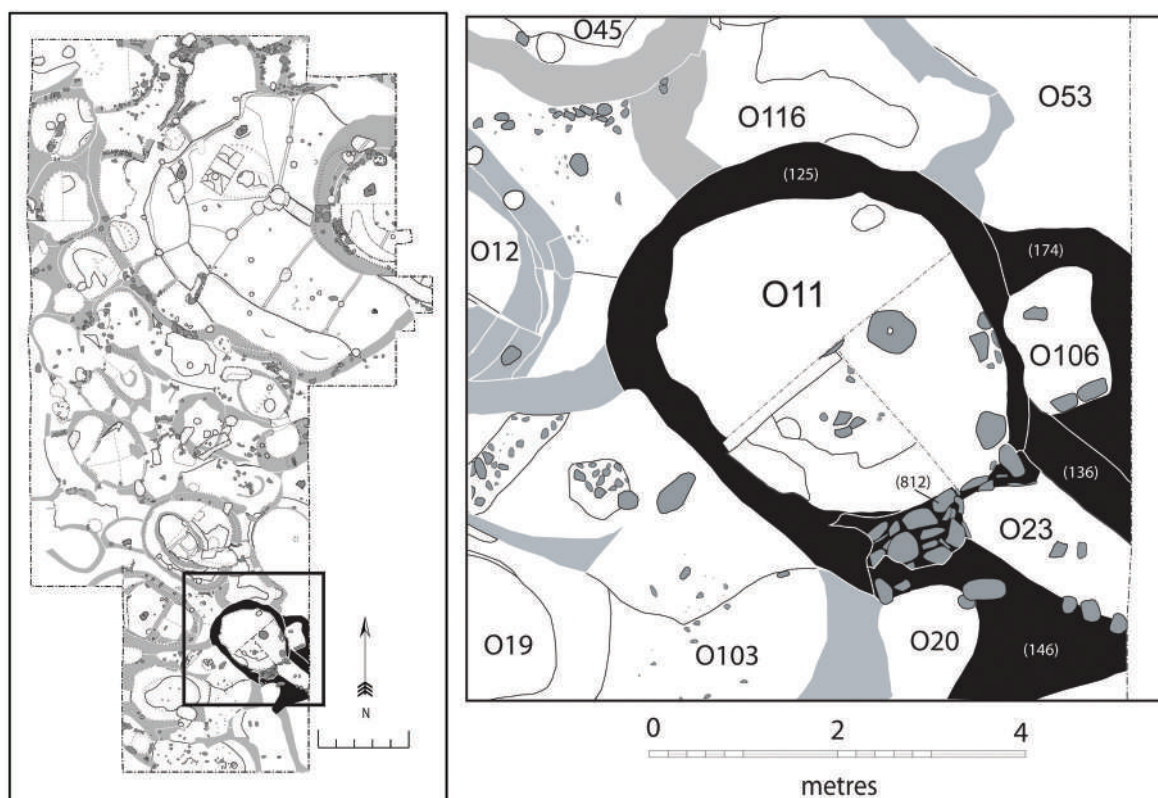 N
O45
O53
O116
(125)
O12
(174)
O11
O106
(136)
(812)
O23
O19
O103
O20
(146)
0 2 4
metres